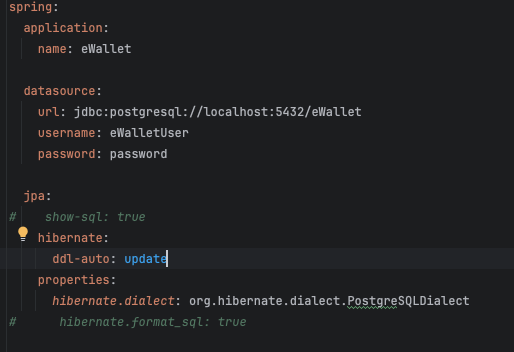 spring:
  application:
    name: eWallet
  datasource:
    url: jdbc:postgresql://localhost:5432/eWallet
    username: eWalletUser
    password: password
  jpa:
#    show-sql: true
    hibernate:
      ddl-auto: update
    properties:
      hibernate.dialect: org.hibernate.dialect.PostgreSQLDialect
#      hibernate.format_sql: true